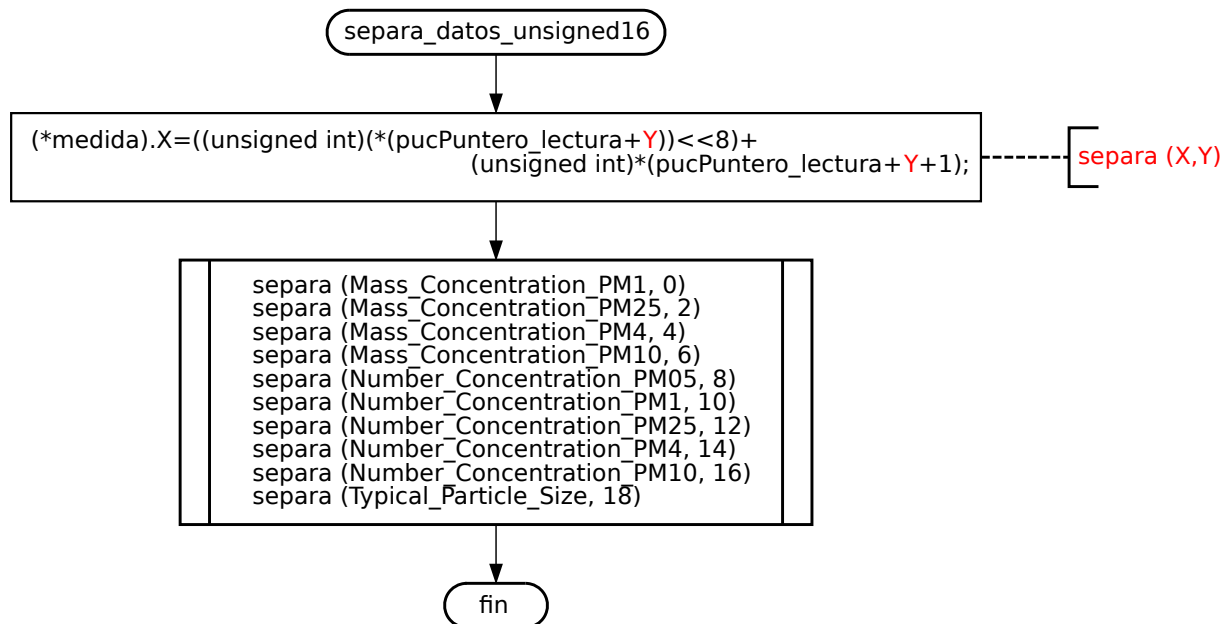 separa_datos_unsigned16
(*medida).X=((unsigned int)(*(pucPuntero_lectura+Y))<<8)+
(unsigned int)*(pucPuntero_lectura+Y+1);
separa (X,Y)
separa (Mass_Concentration_PM1, 0)
separa (Mass_Concentration_PM25, 2)
separa (Mass_Concentration_PM4, 4)
separa (Mass_Concentration_PM10, 6)
separa (Number_Concentration_PM05, 8)
separa (Number_Concentration_PM1, 10)
separa (Number_Concentration_PM25, 12)
separa (Number_Concentration_PM4, 14)
separa (Number_Concentration_PM10, 16)
separa (Typical_Particle_Size, 18)
fin